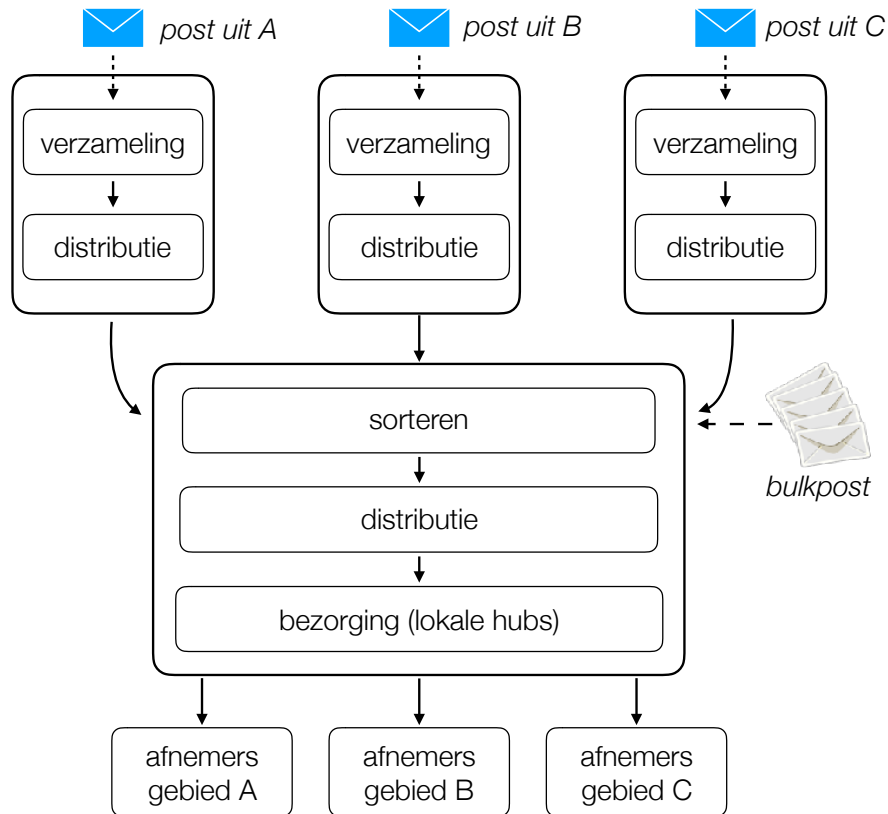 post uit A
post uit B
post uit C
verzameling
verzameling
verzameling
distributie
distributie
distributie
sorteren
bulkpost
distributie
bezorging (lokale hubs)
afnemers
gebied A
afnemers
gebied B
afnemers
gebied C